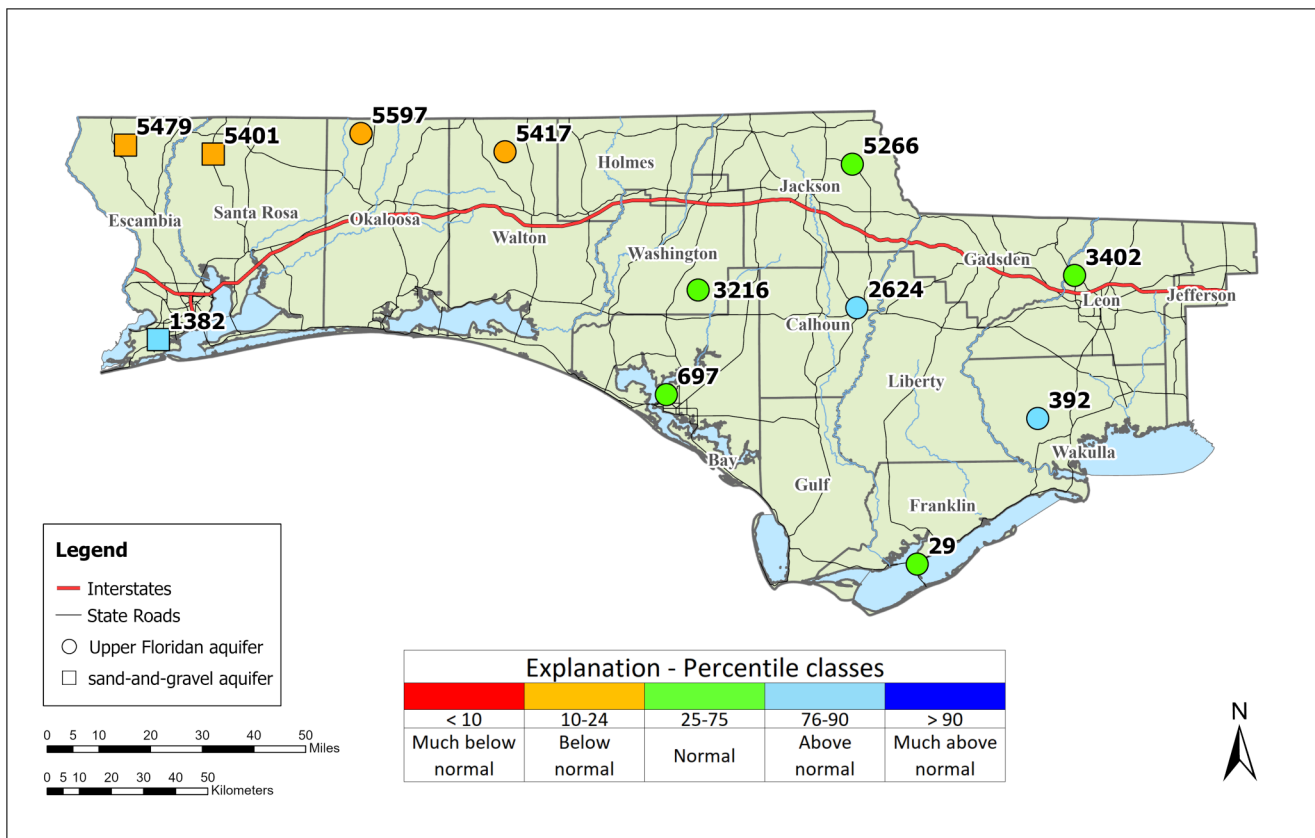 5479
5401
5597
5417
5266
Holmes
Jackson
Escambia
Santa Rosa
Okaloosa
Walton
Washington
Gadsden
3402
3216
2624
Leon
Jefferson
1382
Calhoun
697
Liberty
392
Bay
Wakulla
Gulf
Franklin
29
Legend
Interstates
State Roads
Upper Floridan aquifer
sand-and-gravel aquifer
0 5 10 20 30 40 50
Miles
0 5 10 20 30 40 50
Kilometers
Explanation - Percentile classes
< 10 10-24 25-75 76-90 > 90
Much below normal
Below normal
Normal
Above normal
Much above normal
N